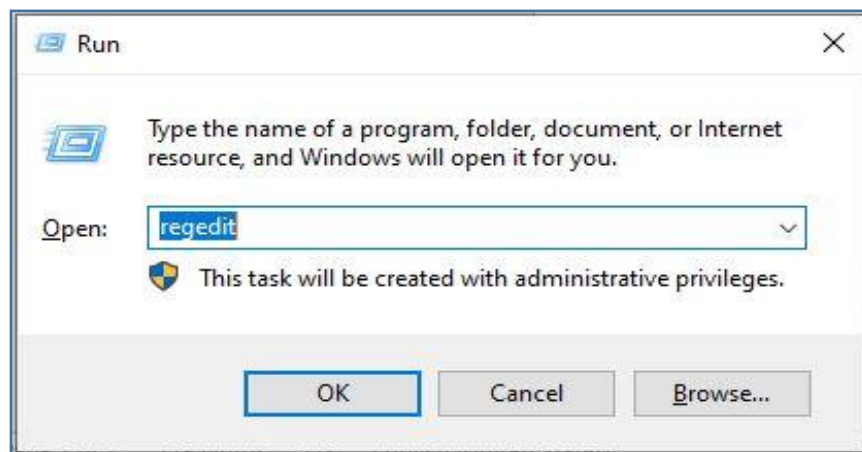 Run
Type the name of a program, folder, document, or Internet
resource, and Windows will open it for you.
Open: regedit
This task will be created with administrative privileges.
OK Cancel Browse...